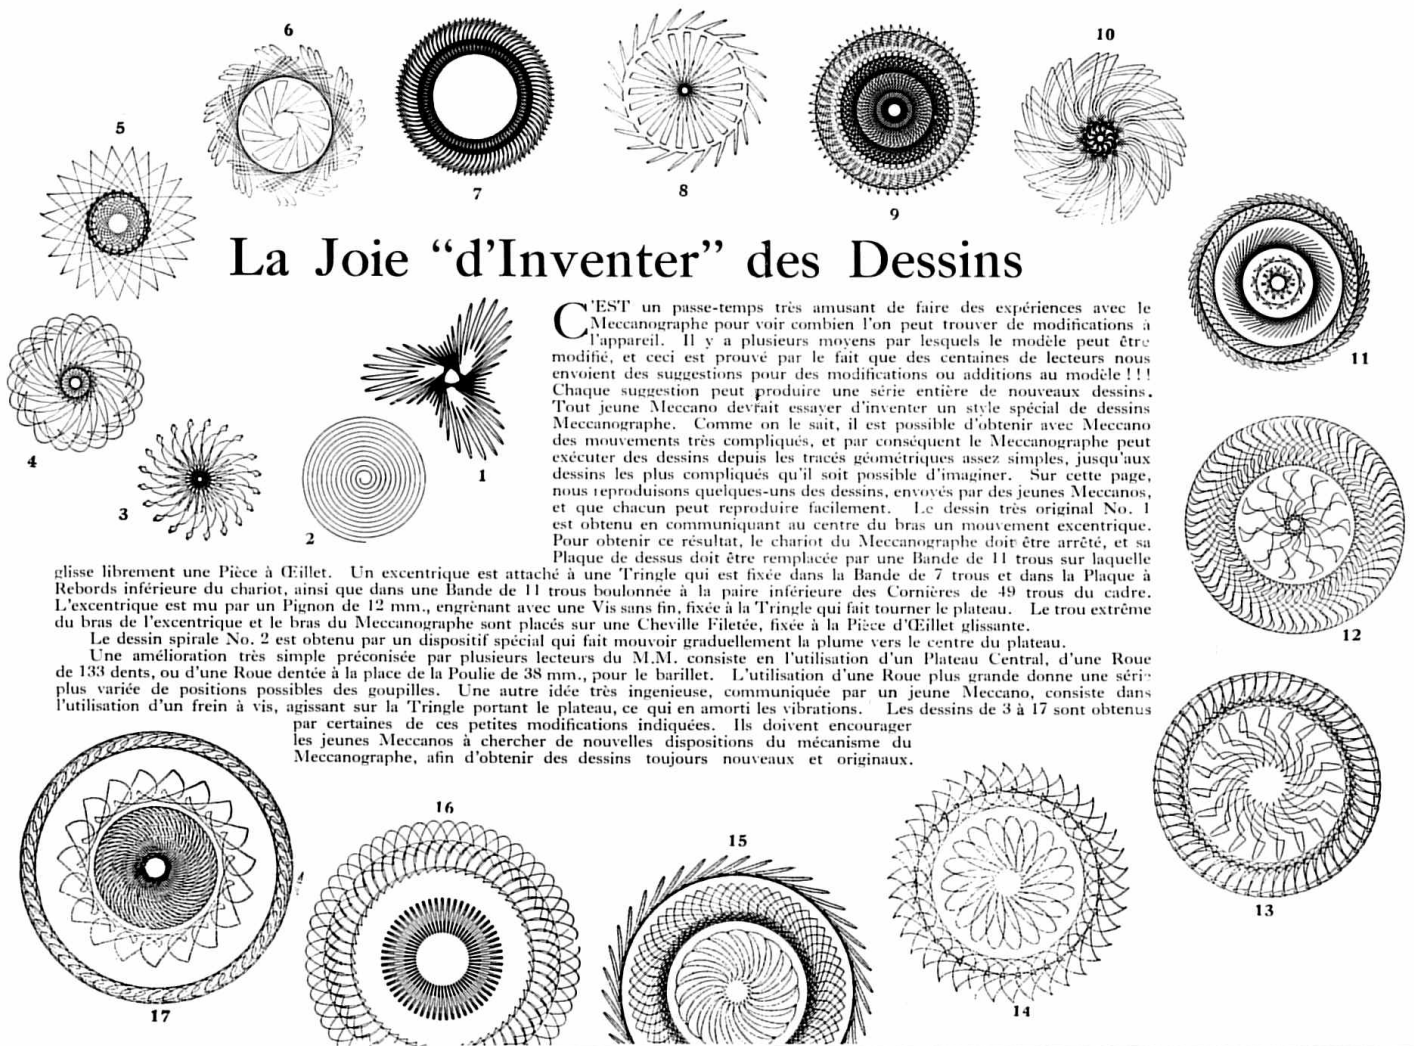 6
7
8
9
10
5
La Joie “d'Inventer” des Dessins
C'EST un passe-temps très amusant de faire des expériences avec le
Meccanographe pour voir combien l'on peut trouver de modifications à
l'appareil. Il y a plusieurs moyens par lesquels le modèle peut être
modifié, et ceci est prouvé par le fait que des centaines de lecteurs nous
envoient des suggestions pour des modifications ou additions au modèle ! ! !
Chaque suggestion peut produire une série entière de nouveaux dessins.
Tout jeune Meccano devrait essayer d'inventer un style spécial de dessins
Meccanographe. Comme on le sait, il est possible d'obtenir avec Meccano
des mouvements très compliqués, et par conséquent le Meccanographe peut
exécuter des dessins depuis les tracés géométriques assez simples, jusqu'aux
dessins les plus compliqués qu'il soit possible d'imaginer. Sur cette page,
nous reproduisons quelques-uns des dessins, envoyés par des jeunes Meccanos,
et que chacun peut reproduire facilement. Le dessin très original No. 1
est obtenu en communiquant au centre du bras un mouvement excentrique.
Pour obtenir ce résultat, le chariot du Meccanographe doit être arrêté, et sa
Plaque de dessus doit être remplacée par une Bande de 11 trous sur laquelle
glisse librement une Pièce à Œillet. Un excentrique est attaché à une Tringle qui est fixée dans la Bande de 7 trous et dans la Plaque à
Rebords inférieure du chariot, ainsi que dans une Bande de 11 trous boulonnée à la paire inférieure des Cornières de 49 trous du cadre.
L'excentrique est mu par un Pignon de 12 mm., engrènant avec une Vis sans fin, fixée à la Tringle qui fait tourner le plateau. Le trou extrême
du bras de l'excentrique et le bras du Meccanographe sont placés sur une Cheville Filetée, fixée à la Pièce d'Œillet glissante.
Le dessin spirale No. 2 est obtenu par un dispositif spécial qui fait mouvoir graduellement la plume vers le centre du plateau.
Une amélioration très simple préconisée par plusieurs lecteurs du M.M. consiste en l'utilisation d'un Plateau Central, d'une Roue
de 133 dents, ou d'une Roue dentée à la place de la Poulie de 38 mm., pour le barillet. L'utilisation d'une Roue plus grande donne une série
plus variée de positions possibles des goupilles. Une autre idée très ingenieuse, communiquée par un jeune Meccano, consiste dans
l'utilisation d'un frein à vis, agissant sur la Tringle portant le plateau, ce qui en amorti les vibrations. Les dessins de 3 à 17 sont obtenus
par certaines de ces petites modifications indiquées. Ils doivent encourager
les jeunes Meccanos à chercher de nouvelles dispositions du mécanisme du
Meccanographe, afin d'obtenir des dessins toujours nouveaux et originaux.
4
3
2
1
11
12
13
14
15
16
17